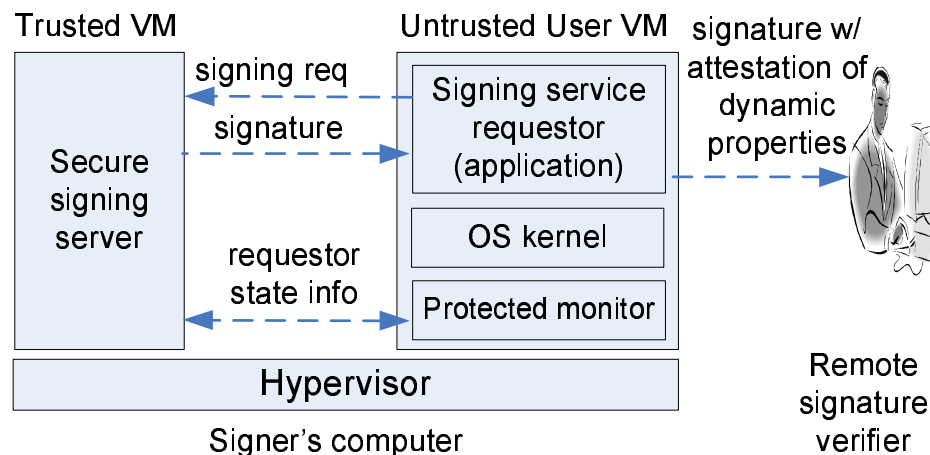 Trusted VM
Untrusted User VM
signature w/
attestation of
dynamic
properties
signing req
signature
Secure
signing
server
requestor
state info
Signing service
requestor
(application)
OS kernel
Protected monitor
Hypervisor
Signer's computer
Remote
signature
verifier